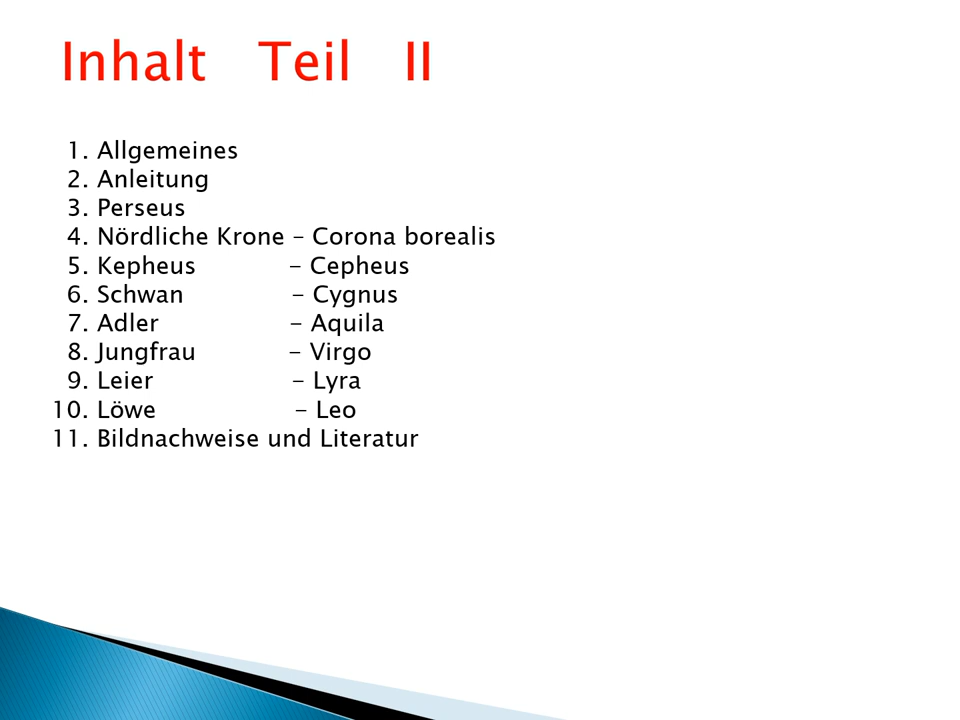 Inhalt Teil II
1. Allgemeines
2. Anleitung
3. Perseus
4. Nördliche Krone – Corona borealis
5. Kepheus - Cepheus
6. Schwan - Cygnus
7. Adler - Aquila
8. Jungfrau - Virgo
9. Leier - Lyra
10. Löwe - Leo
11. Bildnachweise und Literatur